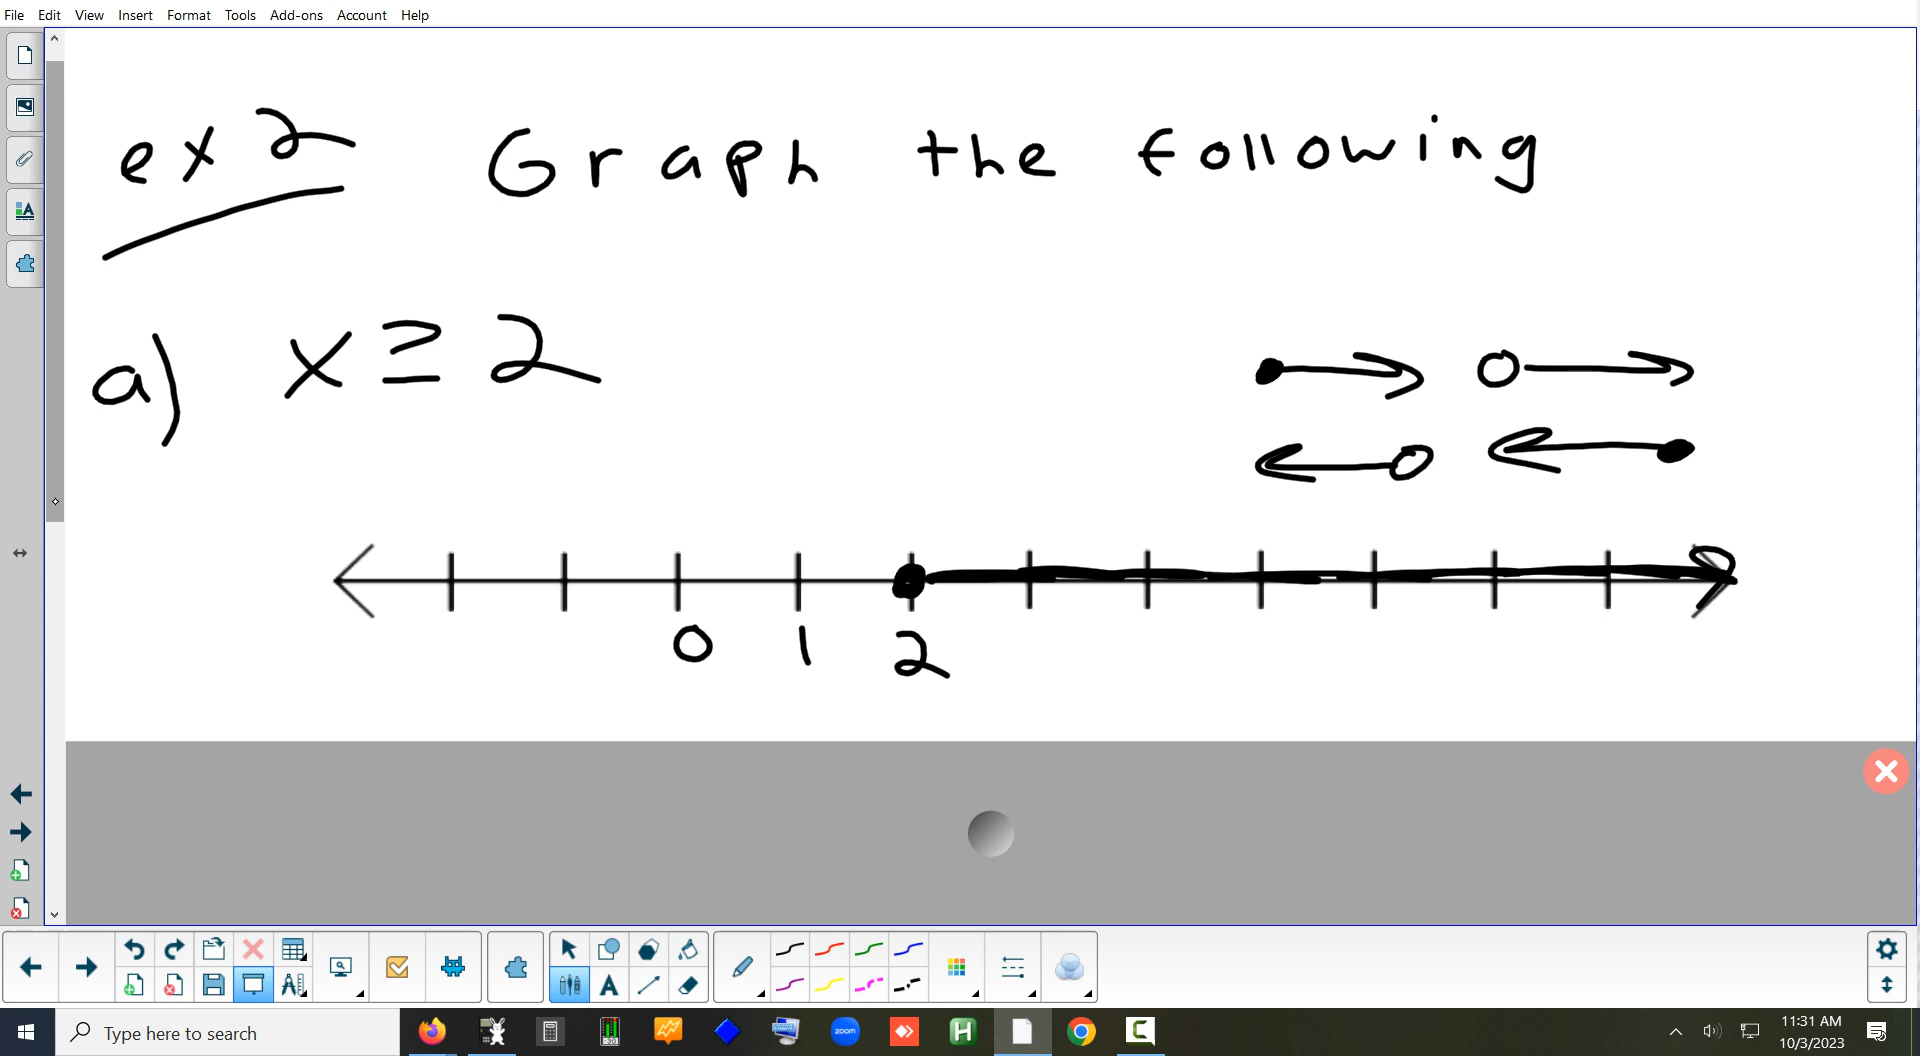 File Edit View Insert Format Tools Add-ons Account Help
ex 2 Graph the following
a) x ≥ 2
0 1 2
Type here to search
zoom
11:31 AM
10/3/2023